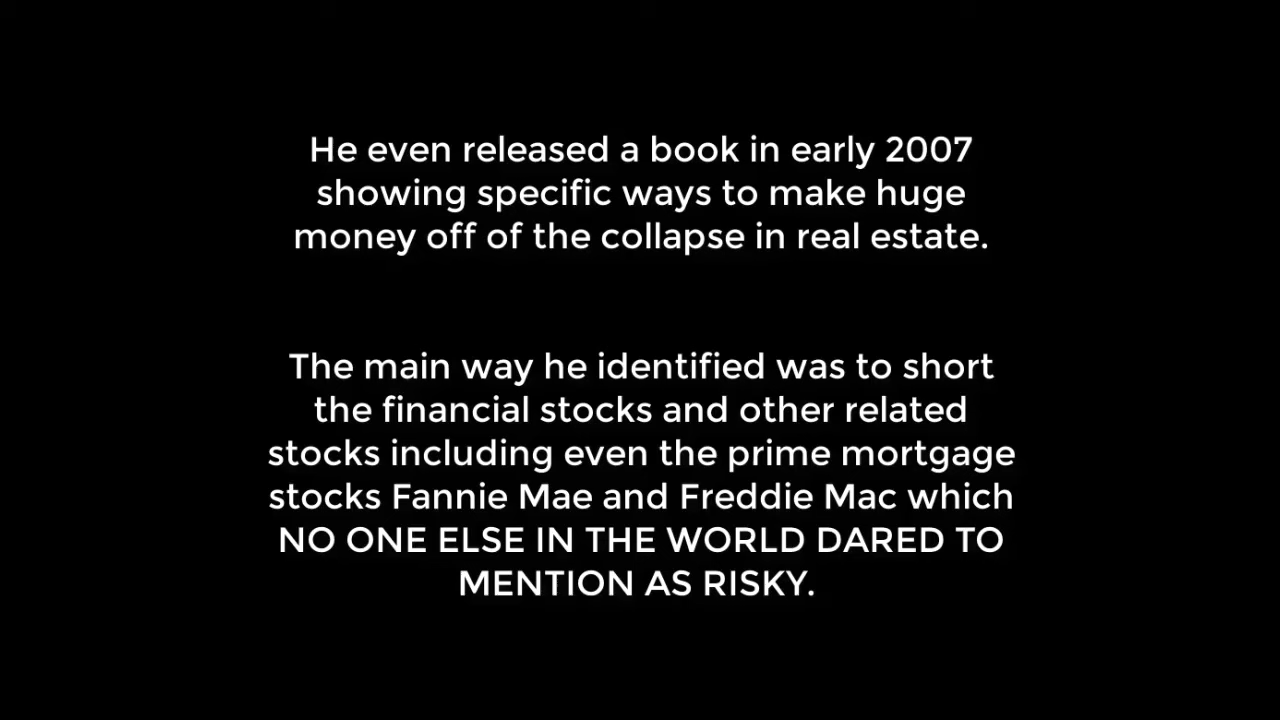 He even released a book in early 2007
showing specific ways to make huge
money off of the collapse in real estate.
The main way he identified was to short
the financial stocks and other related
stocks including even the prime mortgage
stocks Fannie Mae and Freddie Mac which
NO ONE ELSE IN THE WORLD DARED TO
MENTION AS RISKY.